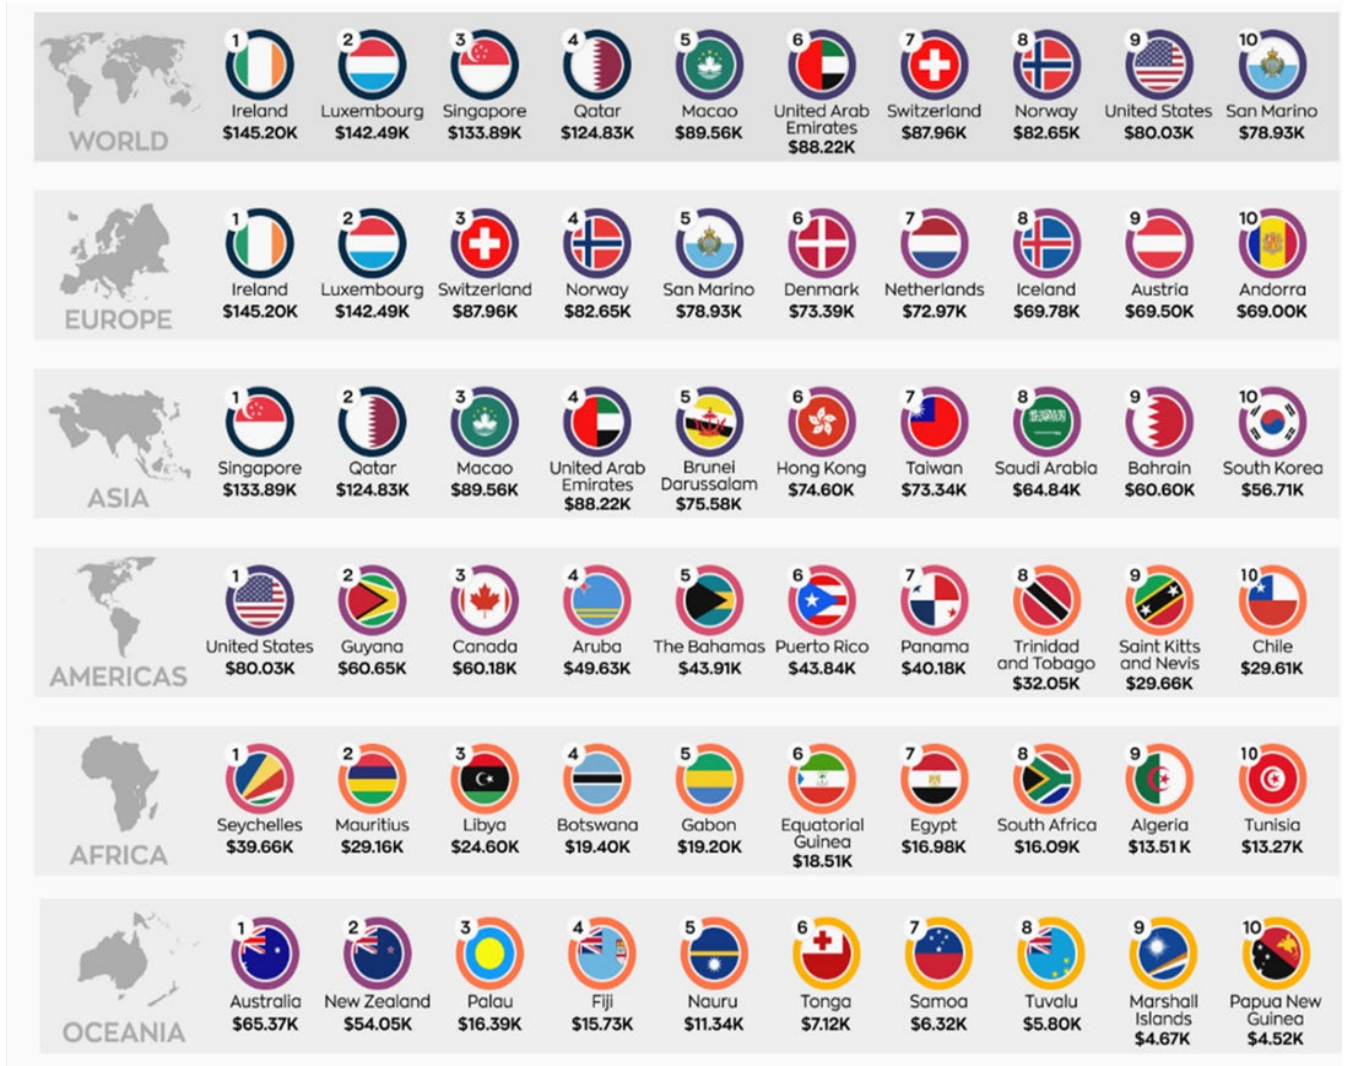 1 2 3 4 5 6 7 8 9 10
Ireland Luxembourg Singapore Qatar Macao United Arab Switzerland Norway United States San Marino
Emirates
$145.20K $142.49K $133.89K $124.83K $89.56K $88.22K $87.96K $82.65K $80.03K $78.93K
WORLD
1 2 3 4 5 6 7 8 9 10
Ireland Luxembourg Switzerland Norway San Marino Denmark Netherlands Iceland Austria Andorra
$145.20K $142.49K $87.96K $82.65K $78.93K $73.39K $72.97K $69.78K $69.50K $69.00K
EUROPE
1 2 3 4 5 6 7 8 9 10
Singapore Qatar Macao United Arab Brunei Hong Kong Taiwan Saudi Arabia Bahrain South Korea
Emirates Darussalam
$133.89K $124.83K $89.56K $88.22K $75.58K $74.60K $73.34K $64.84K $60.60K $56.71K
ASIA
1 2 3 4 5 6 7 8 9 10
United States Guyana Canada Aruba The Bahamas Puerto Rico Panama Trinidad Saint Kitts Chile
and Tobago and Nevis
$80.03K $60.65K $60.18K $49.63K $43.91K $43.84K $40.18K $32.05K $29.66K $29.61K
AMERICAS
1 2 3 4 5 6 7 8 9 10
Seychelles Mauritius Libya Botswana Gabon Equatorial Egypt South Africa Algeria Tunisia
Guinea
$39.66K $29.16K $24.60K $19.40K $19.20K $18.51K $16.98K $16.09K $13.51K $13.27K
AFRICA
1 2 3 4 5 6 7 8 9 10
Australia New Zealand Palau Fiji Nauru Tonga Samoa Tuvalu Marshall Papua New
Islands Guinea
$65.37K $54.05K $16.39K $15.73K $11.34K $7.12K $6.32K $5.80K $4.67K $4.52K
OCEANIA